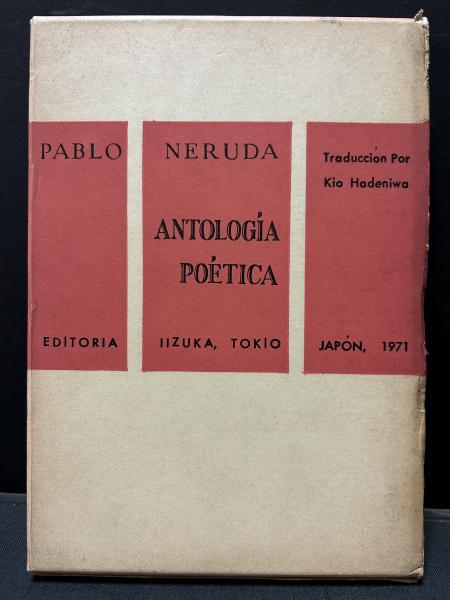 PABLO NERUDA
Traducción Por
Kio Hadeniwa
ANTOLOGÍA
POÉTICA
EDITORIA IIZUKA, TOKIO JAPÓN, 1971